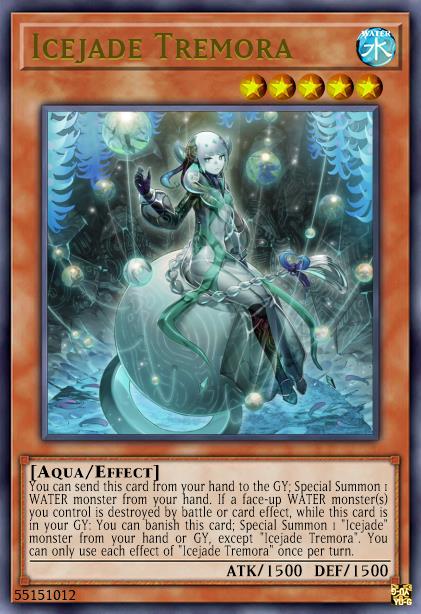 Icejade Tremora
WATER
水
[Aqua/Effect]
You can send this card from your hand to the GY; Special Summon 1
WATER monster from your hand. If a face-up WATER monster(s)
you control is destroyed by battle or card effect, while this card is
in your GY: You can banish this card; Special Summon 1 "Icejade"
monster from your hand or GY, except "Icejade Tremora". You
can only use each effect of "Icejade Tremora" once per turn.
ATK/1500 DEF/1500
55151012